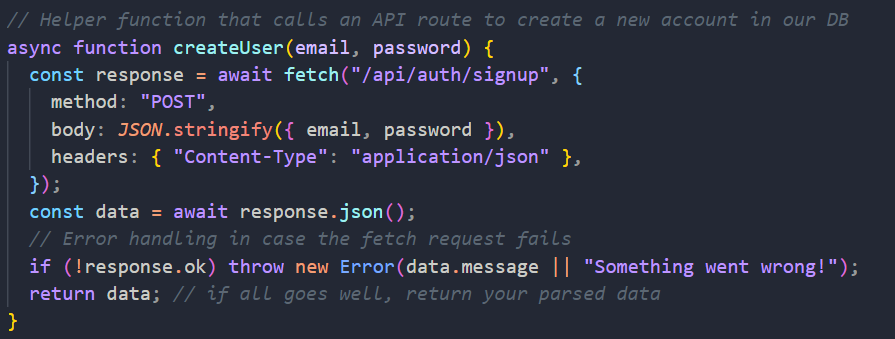 // Helper function that calls an API route to create a new account in our DB
async function createUser(email, password) {
  const response = await fetch("/api/auth/signup", {
    method: "POST",
    body: JSON.stringify({ email, password }),
    headers: { "Content-Type": "application/json" },
  });
  const data = await response.json();
  // Error handling in case the fetch request fails
  if (!response.ok) throw new Error(data.message || "Something went wrong!");
  return data; // if all goes well, return your parsed data
}